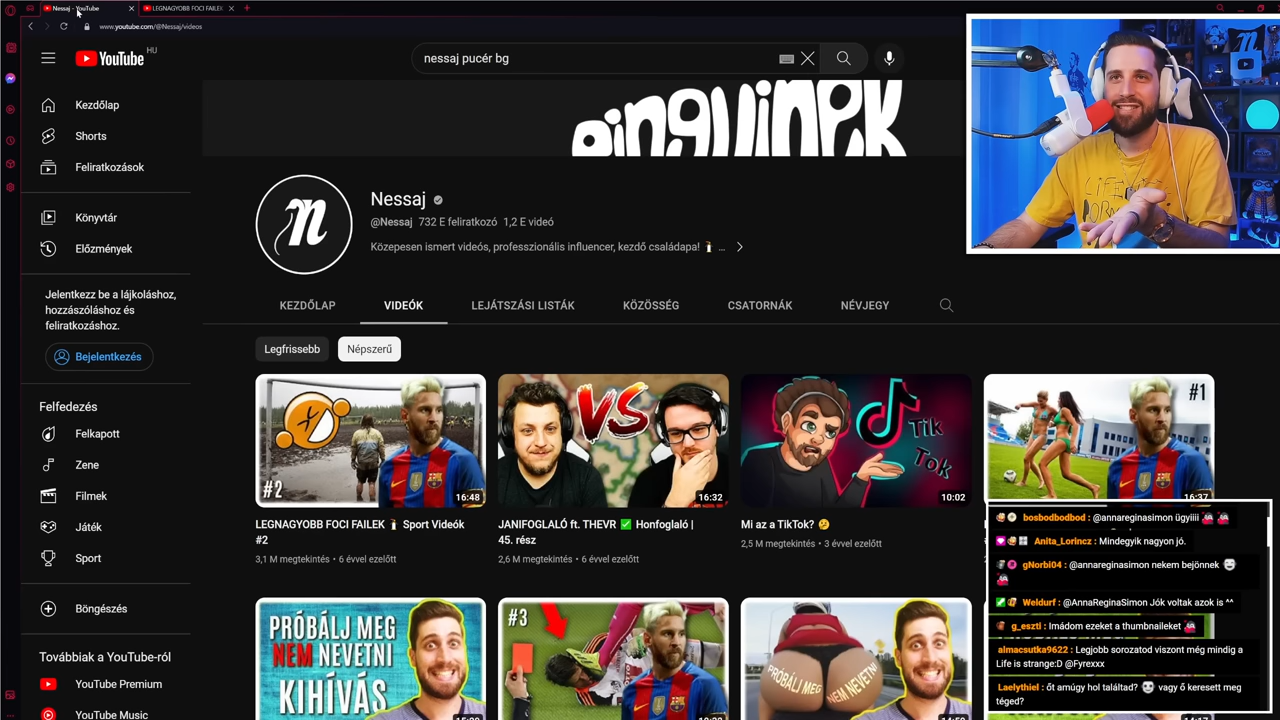 Nessaj - YouTube
LEGNAGYOBB FOCI FAILEK
www.youtube.com/@Nessaj/videos
YouTube HU
nessaj pucér bg
Kezdőlap
Shorts
Feliratkozások
Könyvtár
Előzmények
Jelentkezz be a lájkoláshoz,
hozzászóláshoz és
feliratkozáshoz.
Bejelentkezés
Felfedezés
Felkapott
Zene
Filmek
Játék
Sport
Böngészés
Továbbiak a YouTube-ról
YouTube Premium
YouTube Music
Nessaj
@Nessaj 732 E feliratkozó 1,2 E videó
Közepesen ismert videós, professzionális influencer, kezdő családapa! ...
KEZDŐLAP VIDEÓK LEJÁTSZÁSI LISTÁK KÖZÖSSÉG CSATORNÁK NÉVJEGY
Legfrissebb Népszerű
#2
16:48
LEGNAGYOBB FOCI FAILEK Sport Videók
#2
3,1 M megtekintés • 6 évvel ezelőtt
VS
16:32
JANIFOGLALÓ ft. THEVR ✅ Honfoglaló |
45. rész
2,6 M megtekintés • 6 évvel ezelőtt
Tik
Tok
10:02
Mi az a TikTok? 🤔
2,5 M megtekintés • 3 évvel ezelőtt
#1
16:37
PRÓBÁLJ MEG
NEM NEVETNI
KIHÍVÁS
#3
PRÓBÁLJ MEG
NEM NEVETNI
bosbodbodbod : @annareginasimon ügyiiii
Anita_Lorincz : Mindegyik nagyon jó.
gNorbi04 : @annareginasimon nekem bejönnek
Weldurf : @AnnaReginaSimon Jók voltak azok is ^^
g_eszti : Imádom ezeket a thumbnaileket
almacsutka9622 : Legjobb sorozatod viszont még mindig a
Life is strange:D @Fyrexxx
Laelythiel : őt amúgy hol találtad? vagy ő keresett meg
téged?